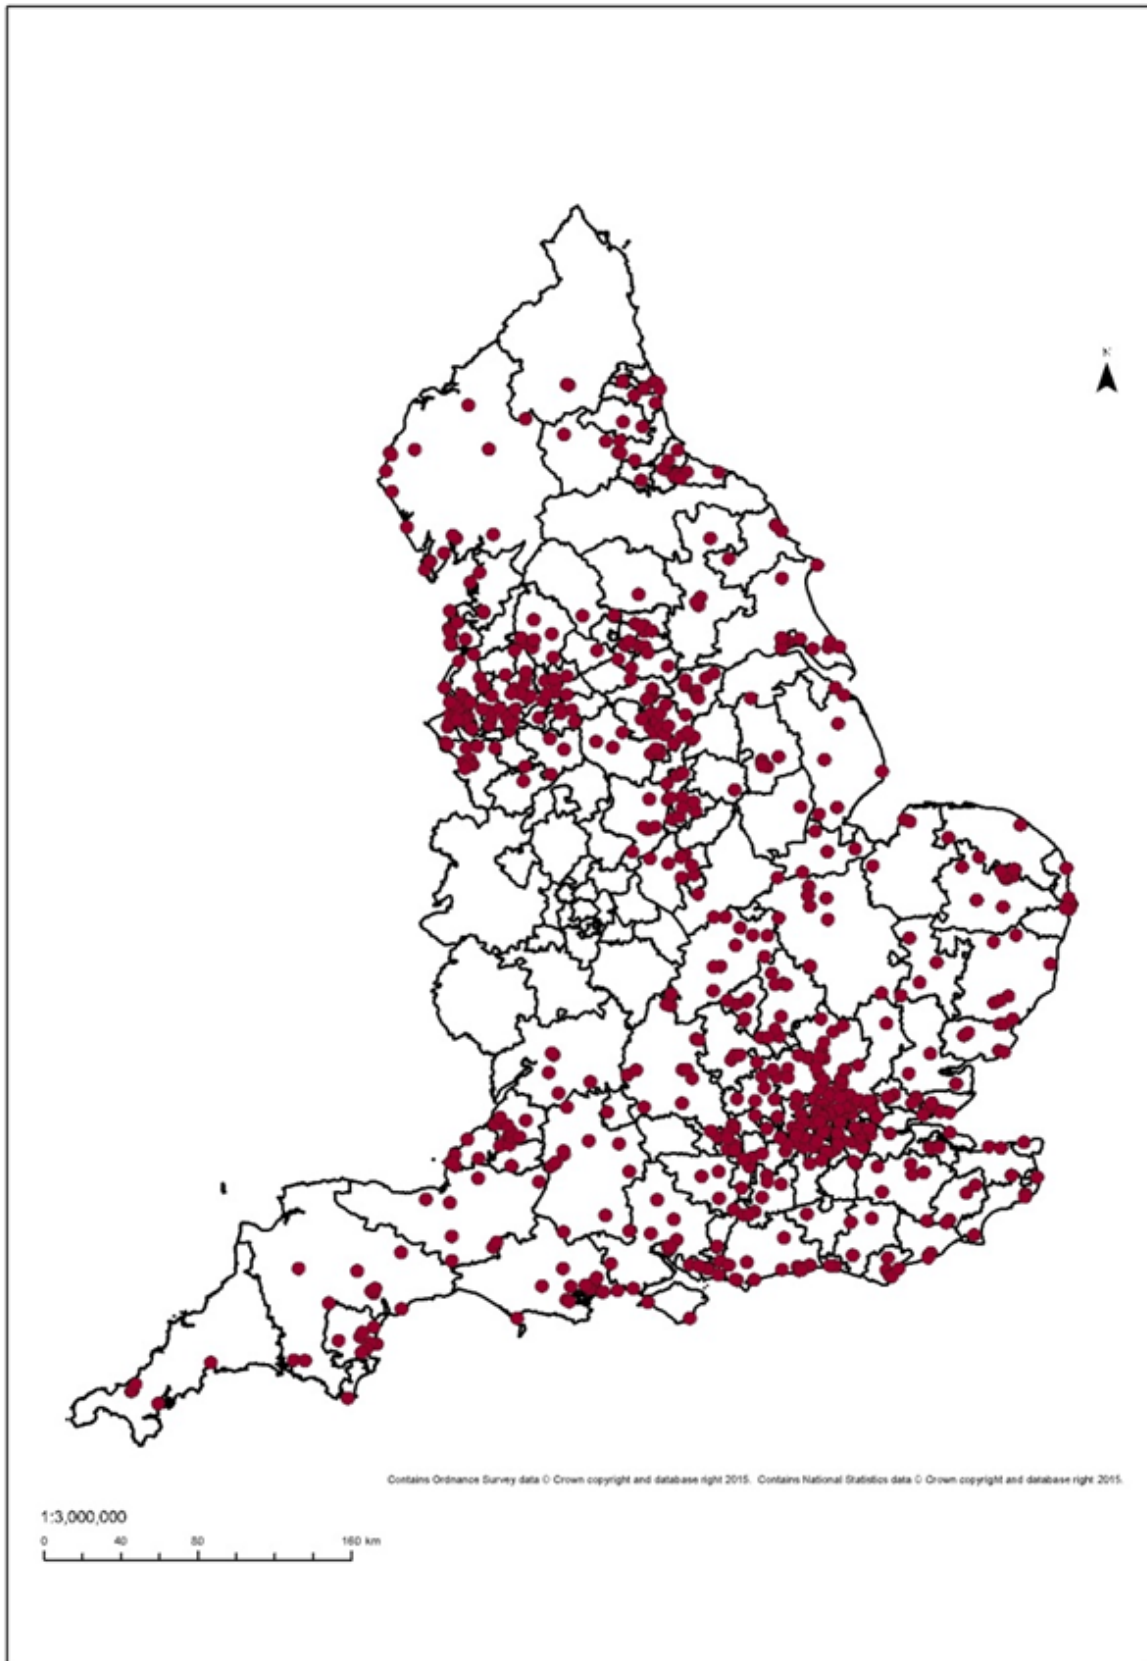 N
Contains Ordnance Survey data © Crown copyright and database right 2015. Contains National Statistics data © Crown copyright and database right 2015.
1:3,000,000
0 40 80 160 km